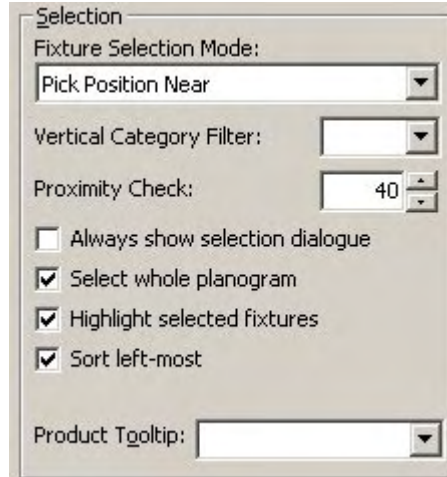 Selection
Fixture Selection Mode:
Pick Position Near
Vertical Category Filter:
Proximity Check: 40
Always show selection dialogue
Select whole planogram
Highlight selected fixtures
Sort left-most
Product Tooltip: